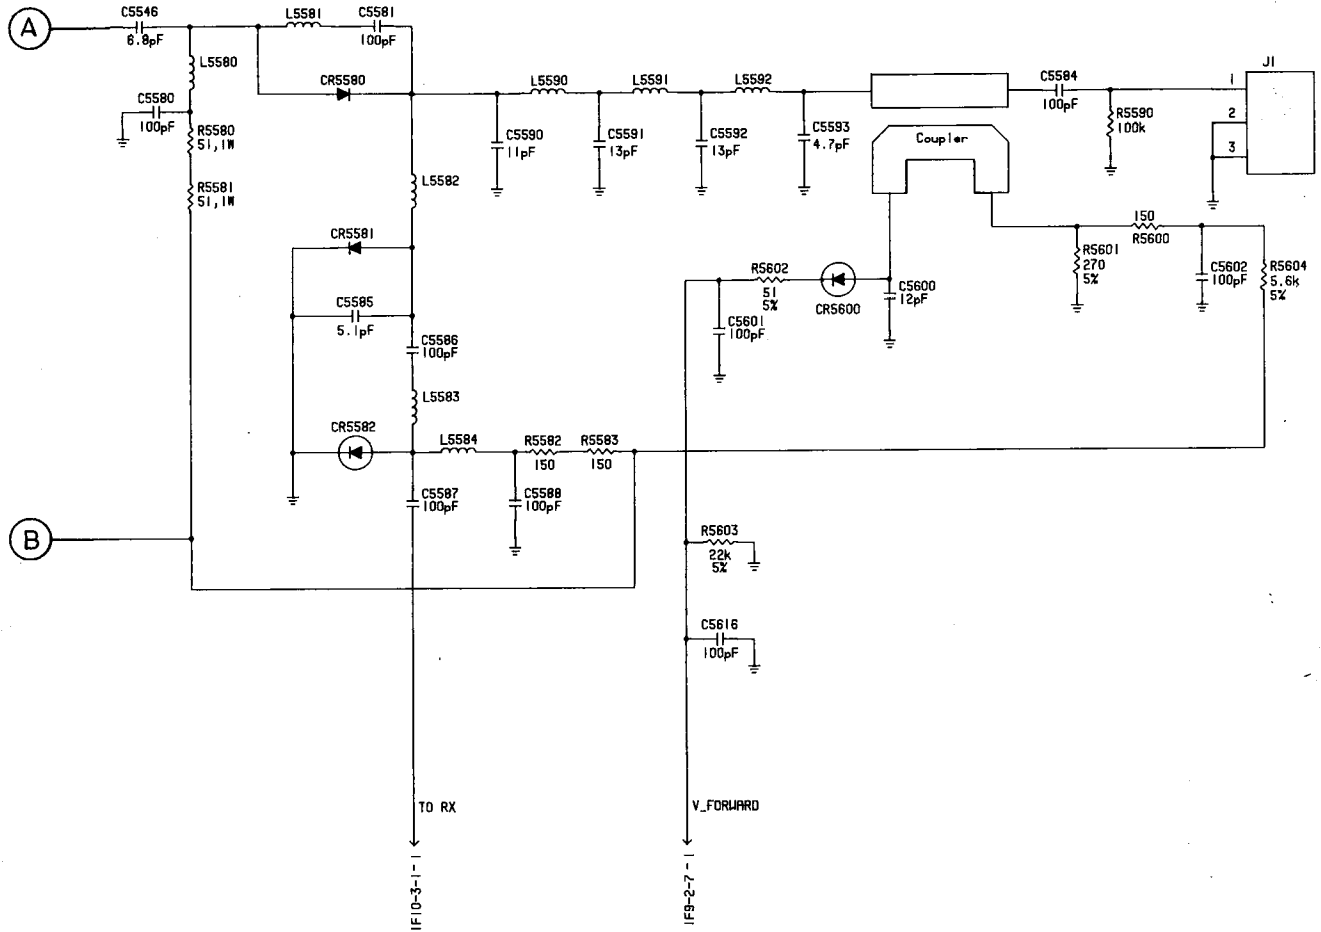 A
C5546
6.8pF
L5581
C5581
100pF
L5580
CR5580
C5580
100pF
R5580
51,1W
R5581
51,1W
L5590
L5591
L5592
C5590
11pF
C5591
13pF
C5592
13pF
C5593
4.7pF
Coupler
C5584
100pF
R5590
100k
J1
1
2
3
L5582
CR5581
C5585
5.1pF
C5586
100pF
L5583
CR5582
L5584
R5582
150
R5583
150
C5587
100pF
C5588
100pF
R5602
51
5%
CR5600
C5600
12pF
C5601
100pF
150
R5600
R5601
270
5%
C5602
100pF
R5604
5.6k
5%
B
R5603
22k
5%
C5616
100pF
TO RX
V_FORWARD
1F10-3-1-1
1F9-2-7-1